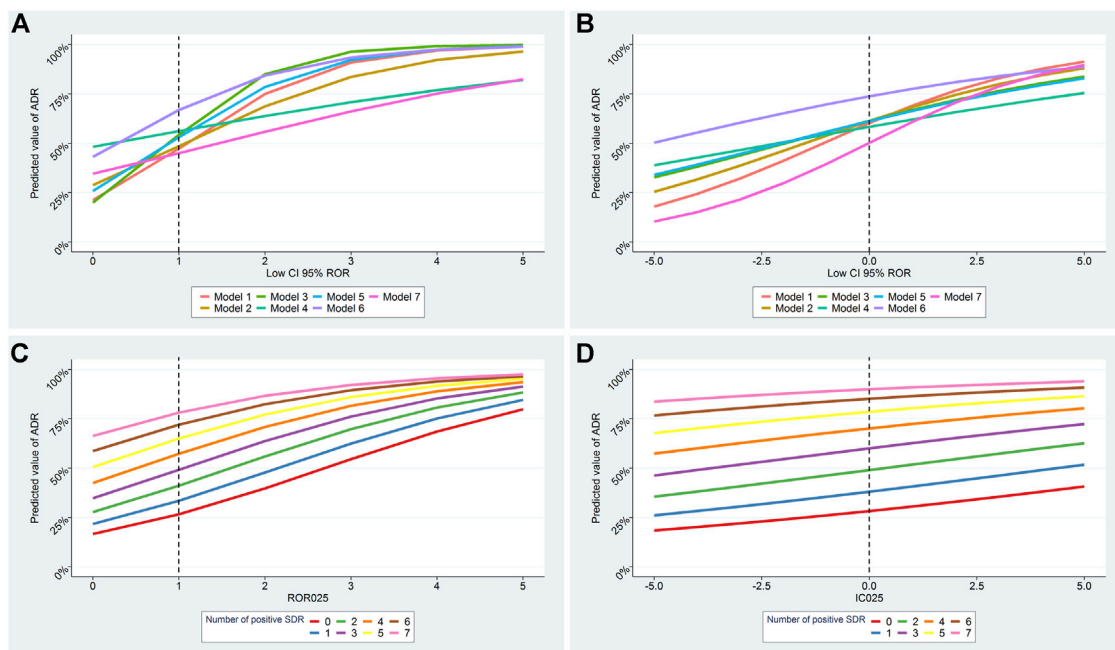 A
Predicted value of ADR
100%
75%
50%
25%
0%
0 1 2 3 4 5
Low CI 95% ROR
Model 1 Model 3 Model 5 Model 7
Model 2 Model 4 Model 6
B
Predicted value of ADR
100%
75%
50%
25%
0%
-5.0 -2.5 0.0 2.5 5.0
Low CI 95% ROR
Model 1 Model 3 Model 5 Model 7
Model 2 Model 4 Model 6
C
Predicted value of ADR
100%
75%
50%
25%
0%
0 1 2 3 4 5
ROR025
Number of positive SDR 0 2 4 6
1 3 5 7
D
Predicted value of ADR
100%
75%
50%
25%
0%
-5.0 -2.5 0.0 2.5 5.0
IC025
Number of positive SDR 0 2 4 6
1 3 5 7